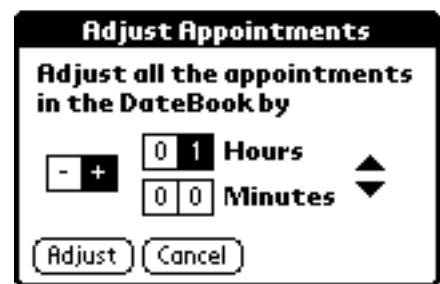 Adjust Appointments
Adjust all the appointments
in the DateBook by
- + 0 1 Hours
0 0 Minutes
Adjust Cancel